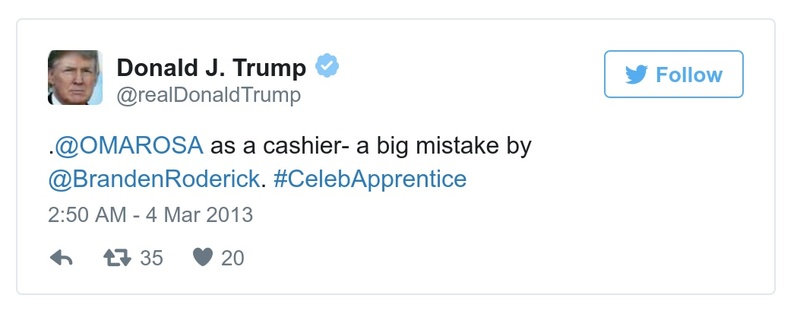 Donald J. Trump
@realDonaldTrump
Follow
.@OMAROSA as a cashier- a big mistake by
@BrandenRoderick. #CelebApprentice
2:50 AM - 4 Mar 2013
35 20